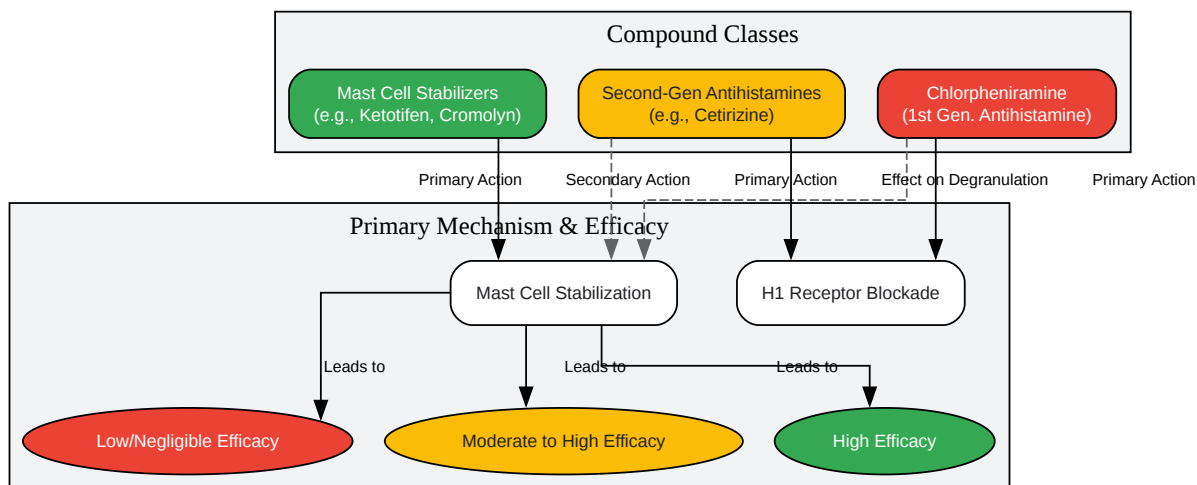 Compound Classes
Mast Cell Stabilizers
(e.g., Ketotifen, Cromolyn)
Second-Gen Antihistamines
(e.g., Cetirizine)
Chlorpheniramine
(1st Gen. Antihistamine)
Primary Action
Secondary Action
Primary Action
Effect on Degranulation
Primary Action
Primary Mechanism & Efficacy
Mast Cell Stabilization
H1 Receptor Blockade
Leads to
Leads to
Leads to
Low/Negligible Efficacy
Moderate to High Efficacy
High Efficacy